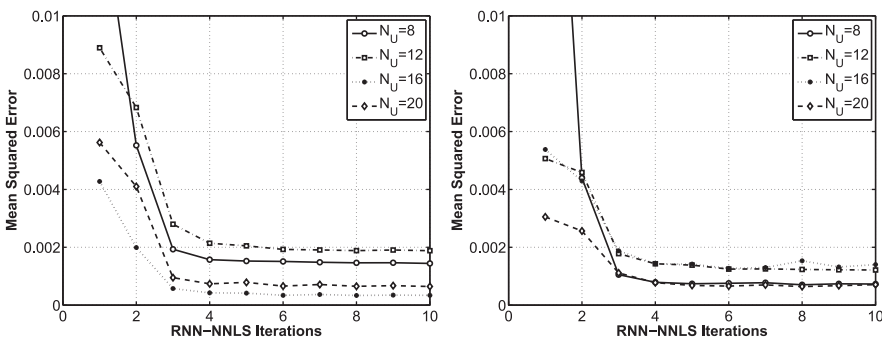 0.01
0.008
0.006
0.004
0.002
0
0 2 4 6 8 10
Mean Squared Error
RNN−NNLS Iterations
N_U=8
N_U=12
N_U=16
N_U=20
0.01
0.008
0.006
0.004
0.002
0
0 2 4 6 8 10
Mean Squared Error
RNN−NNLS Iterations
N_U=8
N_U=12
N_U=16
N_U=20